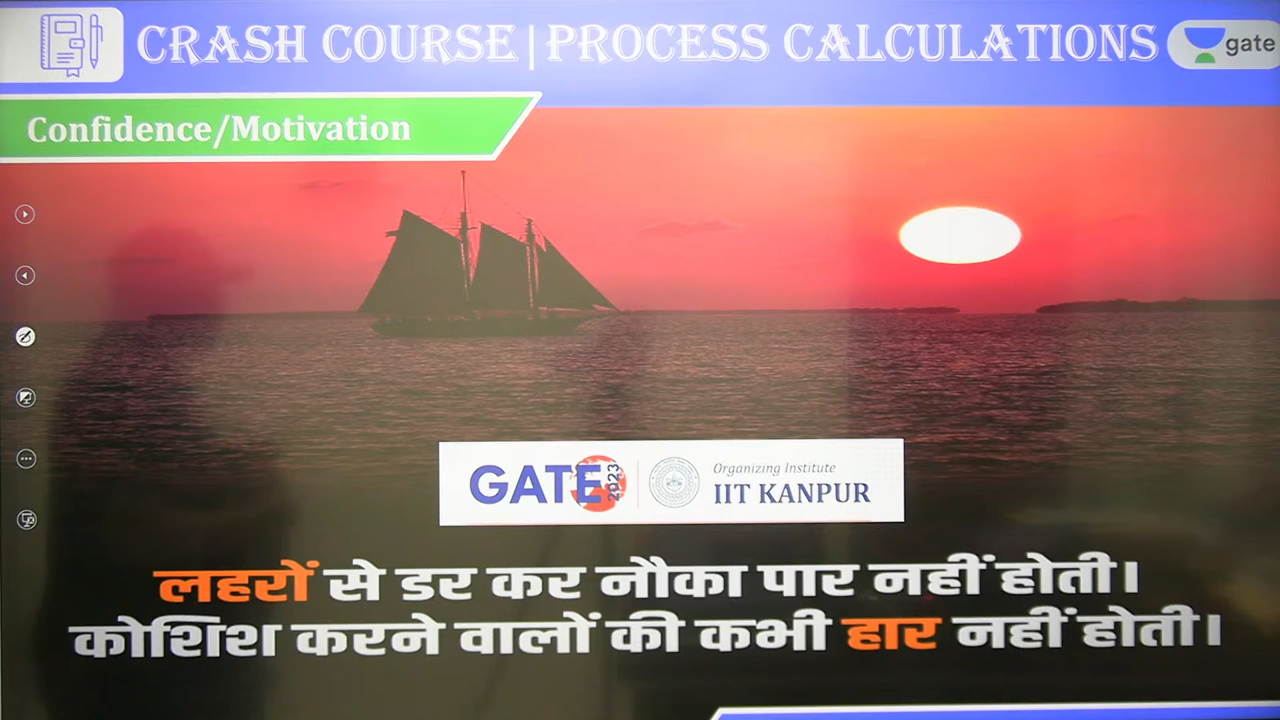 CRASH COURSE | PROCESS CALCULATIONS
gate
Confidence/Motivation
GATE 2023
Organizing Institute
IIT KANPUR
लहरों से डर कर नौका पार नहीं होती।
कोशिश करने वालों की कभी हार नहीं होती।